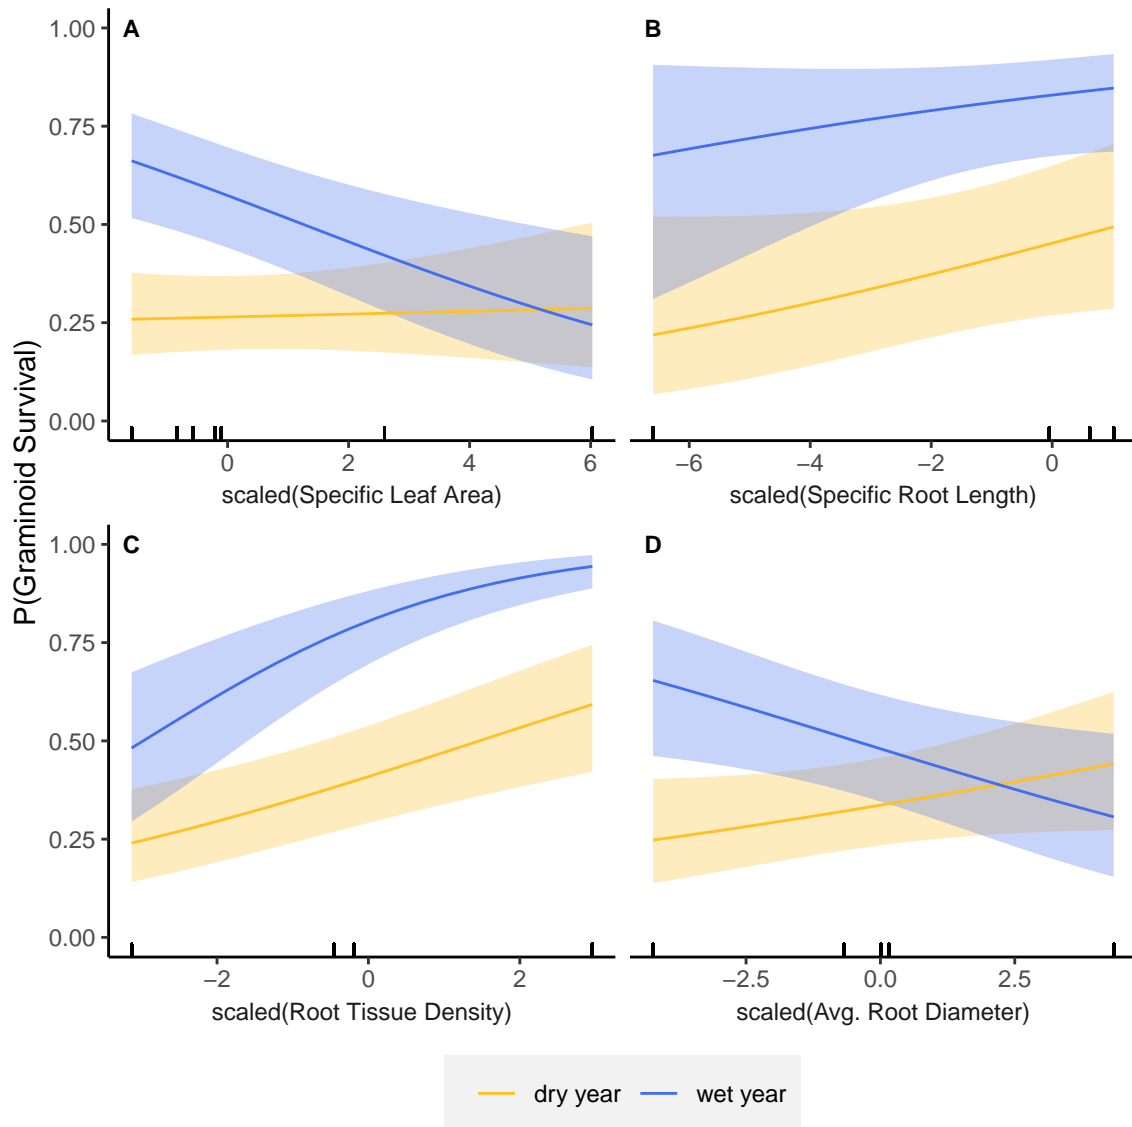 P(Graminoid Survival)
A
1.00
0.75
0.50
0.25
0.00
0 2 4 6
scaled(Specific Leaf Area)
B
−6 −4 −2 0
scaled(Specific Root Length)
C
1.00
0.75
0.50
0.25
0.00
−2 0 2
scaled(Root Tissue Density)
D
−2.5 0.0 2.5
scaled(Avg. Root Diameter)
dry year wet year